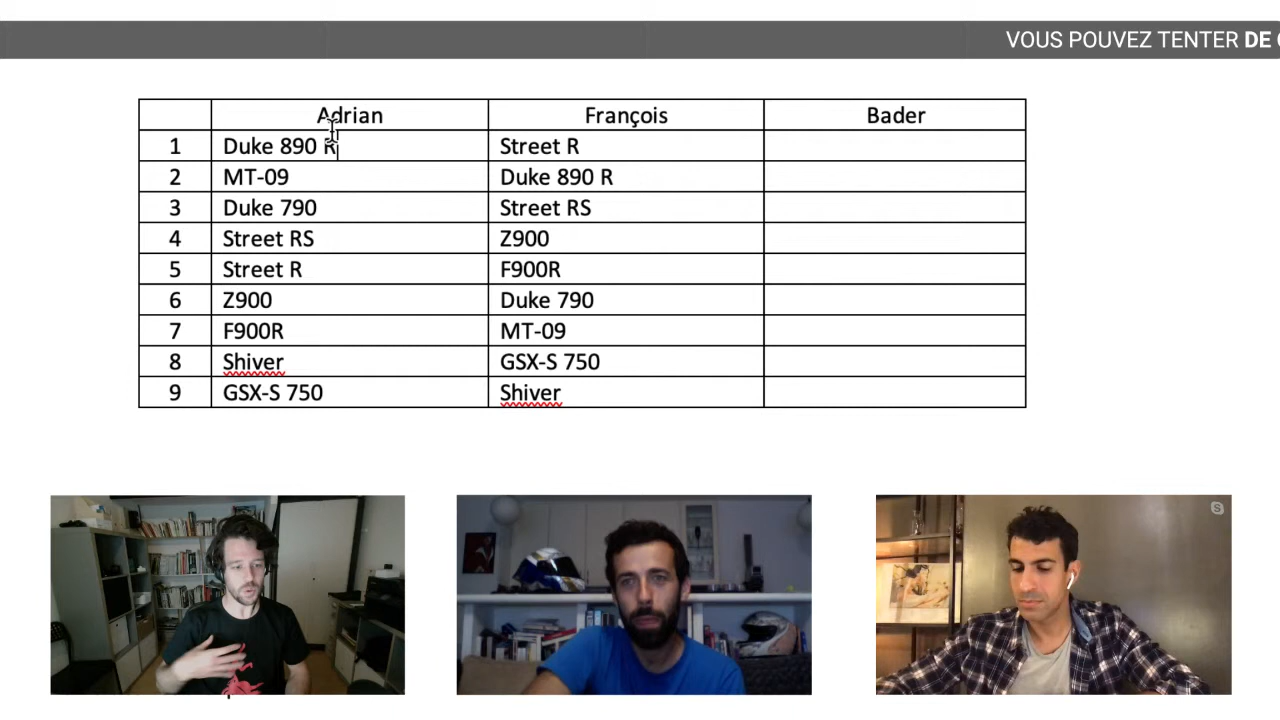 VOUS POUVEZ TENTER DE
Adrian François Bader
1 Duke 890 R Street R
2 MT-09 Duke 890 R
3 Duke 790 Street RS
4 Street RS Z900
5 Street R F900R
6 Z900 Duke 790
7 F900R MT-09
8 Shiver GSX-S 750
9 GSX-S 750 Shiver